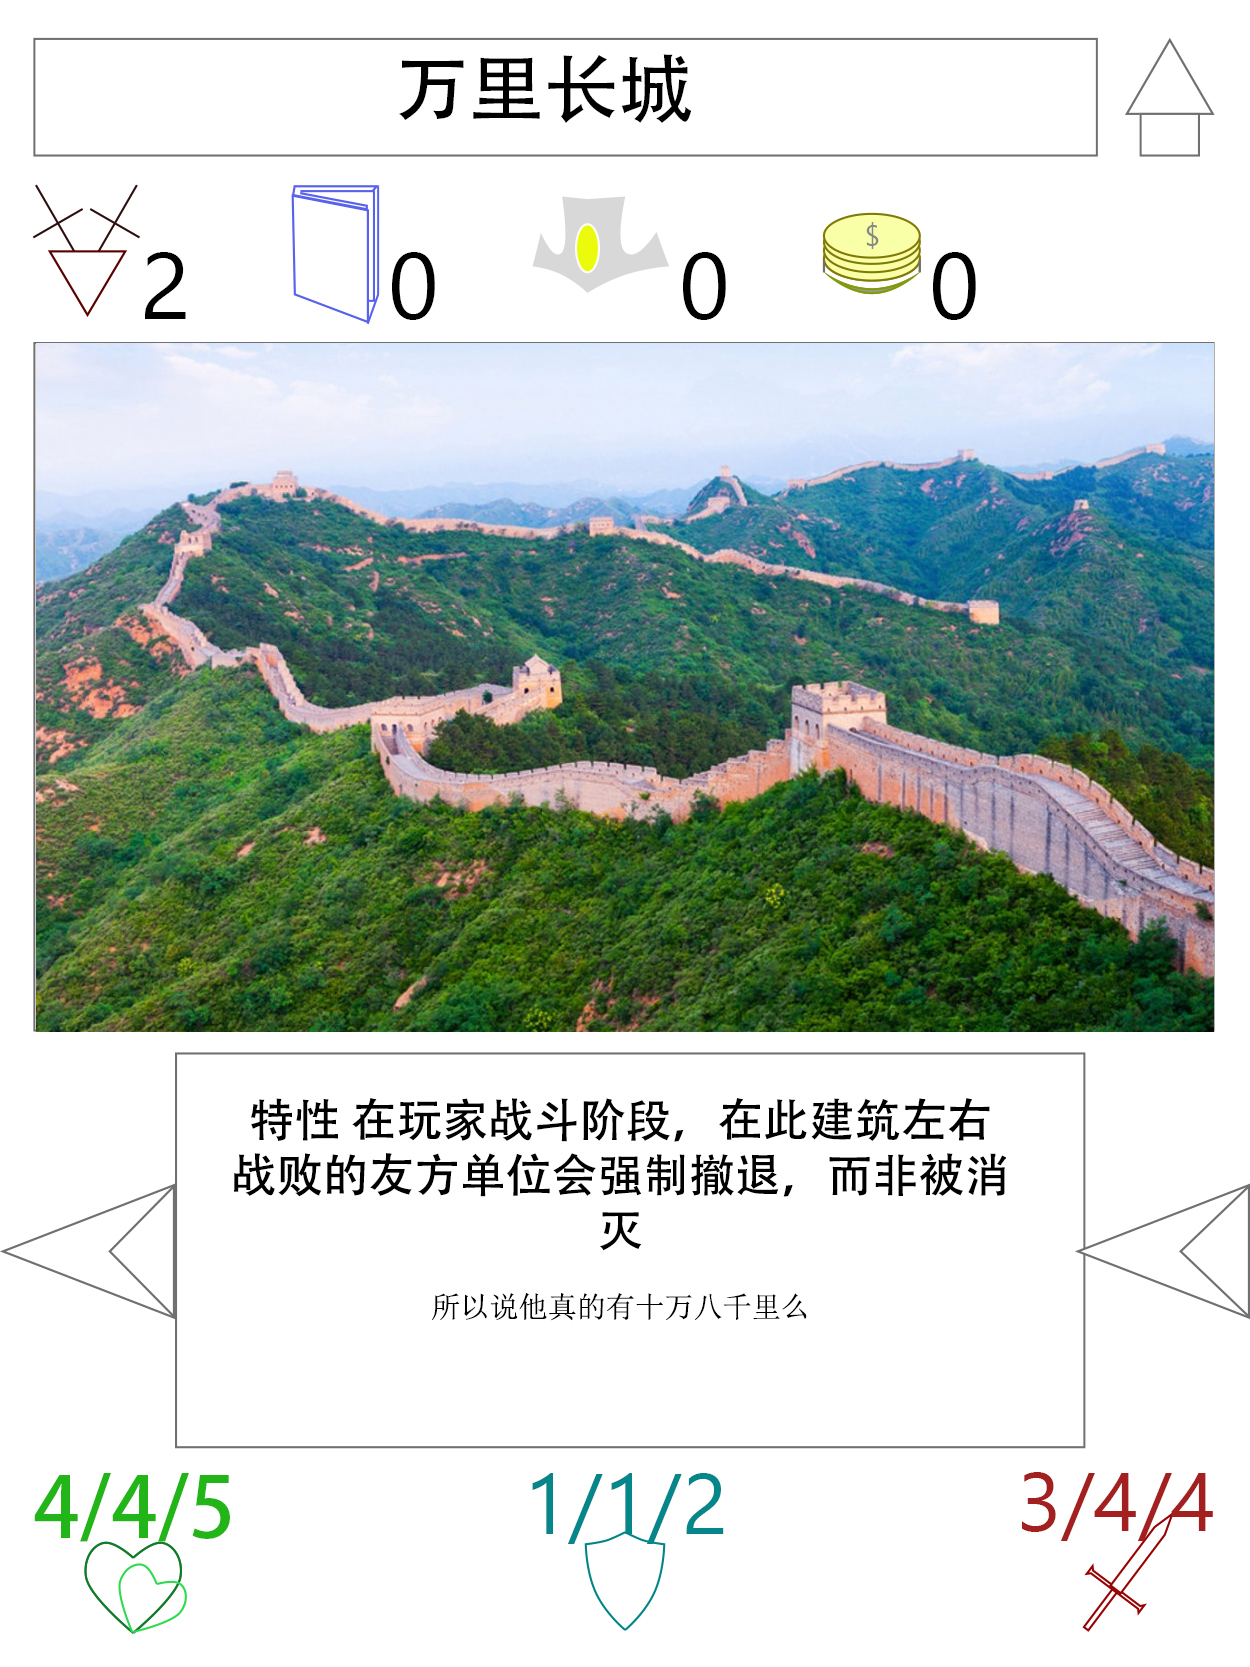 万里长城
2 0 0 $ 0
特性 在玩家战斗阶段，在此建筑左右
战败的友方单位会强制撤退，而非被消
灭
所以说他真的有十万八千里么
4/4/5 1/1/2 3/4/4